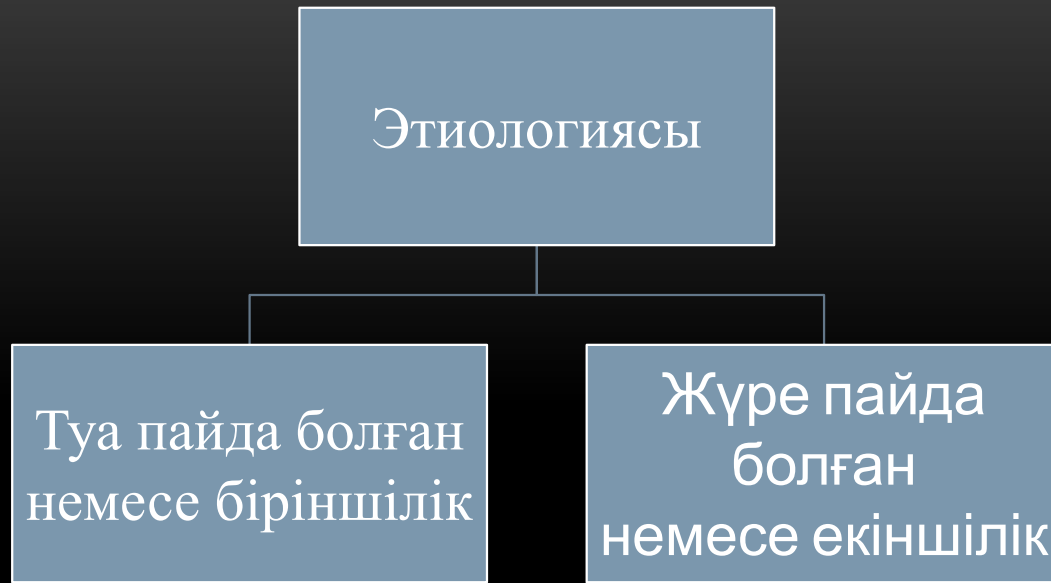 Этиологиясы
Туа пайда болған
немесе біріншілік
Жүре пайда
болған
немесе екіншілік